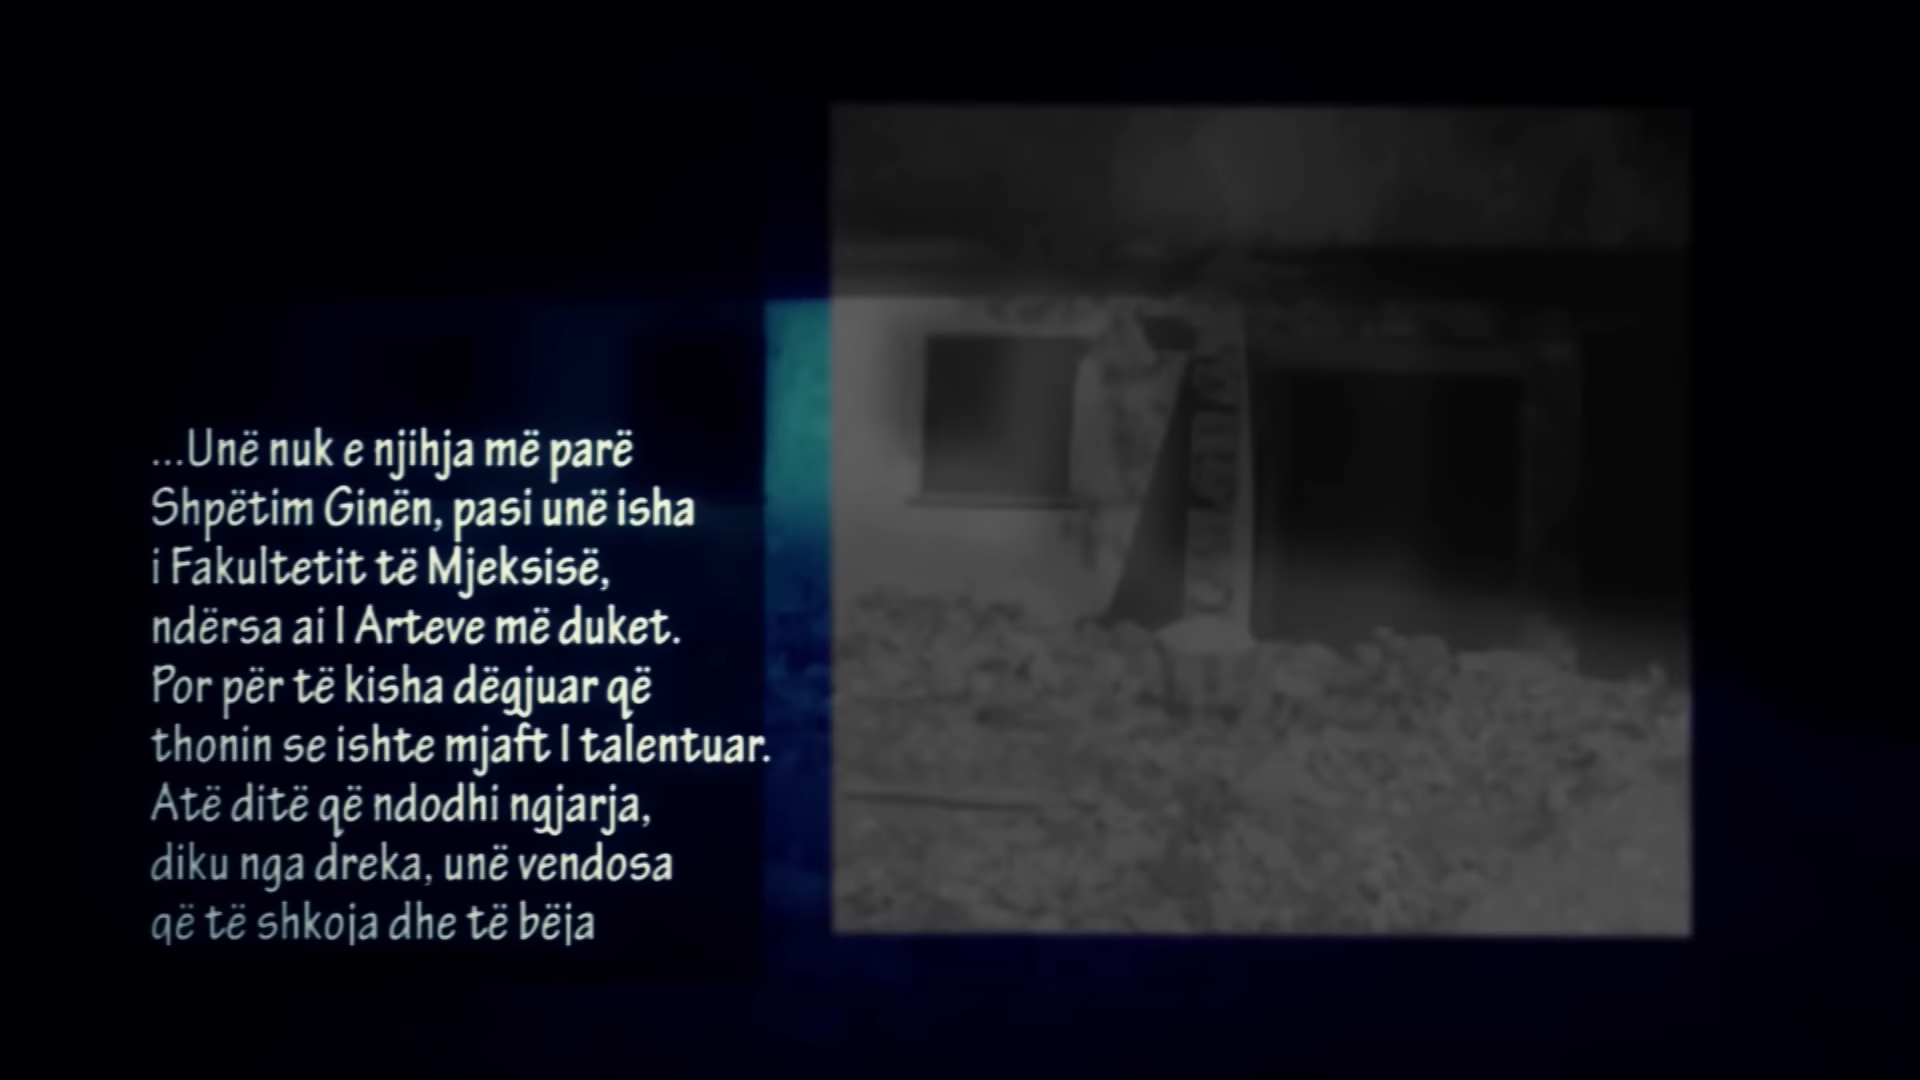 ...Unë nuk e njihja më parë
Shpëtim Ginën, pasi unë isha
i Fakultetit të Mjeksisë,
ndërsa ai I Arteve më duket.
Por për të kisha dëgjuar që
thonin se ishte mjaft I talentuar.
Atë ditë që ndodhi ngjarja,
diku nga dreka, unë vendosa
që të shkoja dhe të bëja